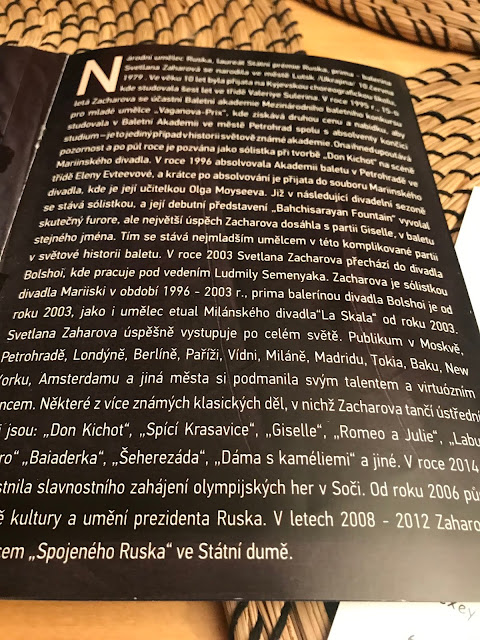 Národní umělec Ruska, laureát Státní prémie Ruska, prima - balerina
Svetlana Zaharová se narodila ve městě Lutsk /Ukrajina/ 10.června
1979. Ve věku 10 let byla přijata na Kyjevskou choreografickou školu,
kde studovala šest let ve třídě Valeriye Sulerina. V roce 1995 r., 15-ti
letá Zacharova se účastní Baletní akademie Mezinárodního baletního konkursu
pro mladé umělce „Vaganova-Prix“, kde získává druhou cenu a nabídku, aby
studovala v Baletní Akademii ve městě Petrohrad spolu s absolventy končící
studium – je to jediný případ v historii světově známé akademie. Ona ihned upoutává
pozornost a po půl roce je pozvána jako sólistka při tvorbě „Don Kichot“ na scéně
Mariinského divadla. V roce 1996 absolvovala Akademii baletu v Petrohradě ve
třídě Eleny Evteevové, a krátce po absolvování je přijata do souboru Mariinského
divadla, kde je její učitelkou Olga Moyseeva. Již v následující divadelní sezoně
se stává sólistkou, a její debutní představení „Bahchisarayan Fountain“ vyvolal
skutečný furore, ale největší úspěch Zacharova dosáhla s partií Giselle, v baletu
stejného jména. Tím se stává nejmladším umělcem v této komplikované partii
v světové historii baletu. V roce 2003 Svetlana Zacharova přechází do divadla
Bolshoi, kde pracuje pod vedením Ludmily Semenyaka. Zacharova je sólistkou
divadla Mariiski v období 1996 - 2003 r., prima balerínou divadla Bolshoi je od
roku 2003, jako i umělec etual Milánského divadla“La Skala“ od roku 2003.
Svetlana Zaharova úspěšně vystupuje po celém světě. Publikum v Moskvě,
Petrohradě, Londýně, Berlíně, Paříži, Vídni, Miláně, Madridu, Tokia, Baku, New
Yorku, Amsterdamu a jiná města si podmanila svým talentem a virtuózním
ncem. Některé z více známých klasických děl, v nichž Zacharova tančí ústřední
i jsou: „Don Kichot“, „Spící Krasavice“, „Giselle“, „Romeo a Julie“, „Labu
ro“ “Baiaderka“, „Šeherezáda“, „Dáma s kaméliemi“ a jiné. V roce 2014
stnila slavnostního zahájení olympijských her v Soči. Od roku 2006 půs
ě kultury a umění prezidenta Ruska. V letech 2008 - 2012 Zaharo
cem „Spojeného Ruska“ ve Státní dumě.